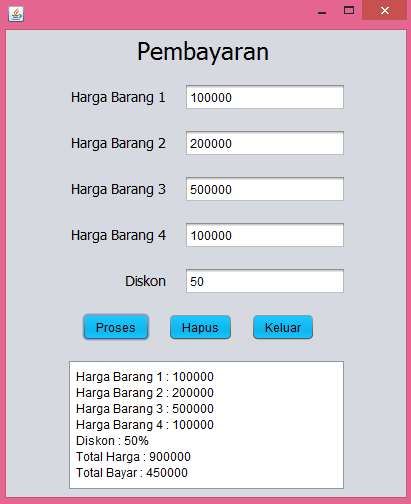 Pembayaran
Harga Barang 1 100000
Harga Barang 2 200000
Harga Barang 3 500000
Harga Barang 4 100000
Diskon 50
Proses Hapus Keluar
Harga Barang 1 : 100000
Harga Barang 2 : 200000
Harga Barang 3 : 500000
Harga Barang 4 : 100000
Diskon : 50%
Total Harga : 900000
Total Bayar : 450000